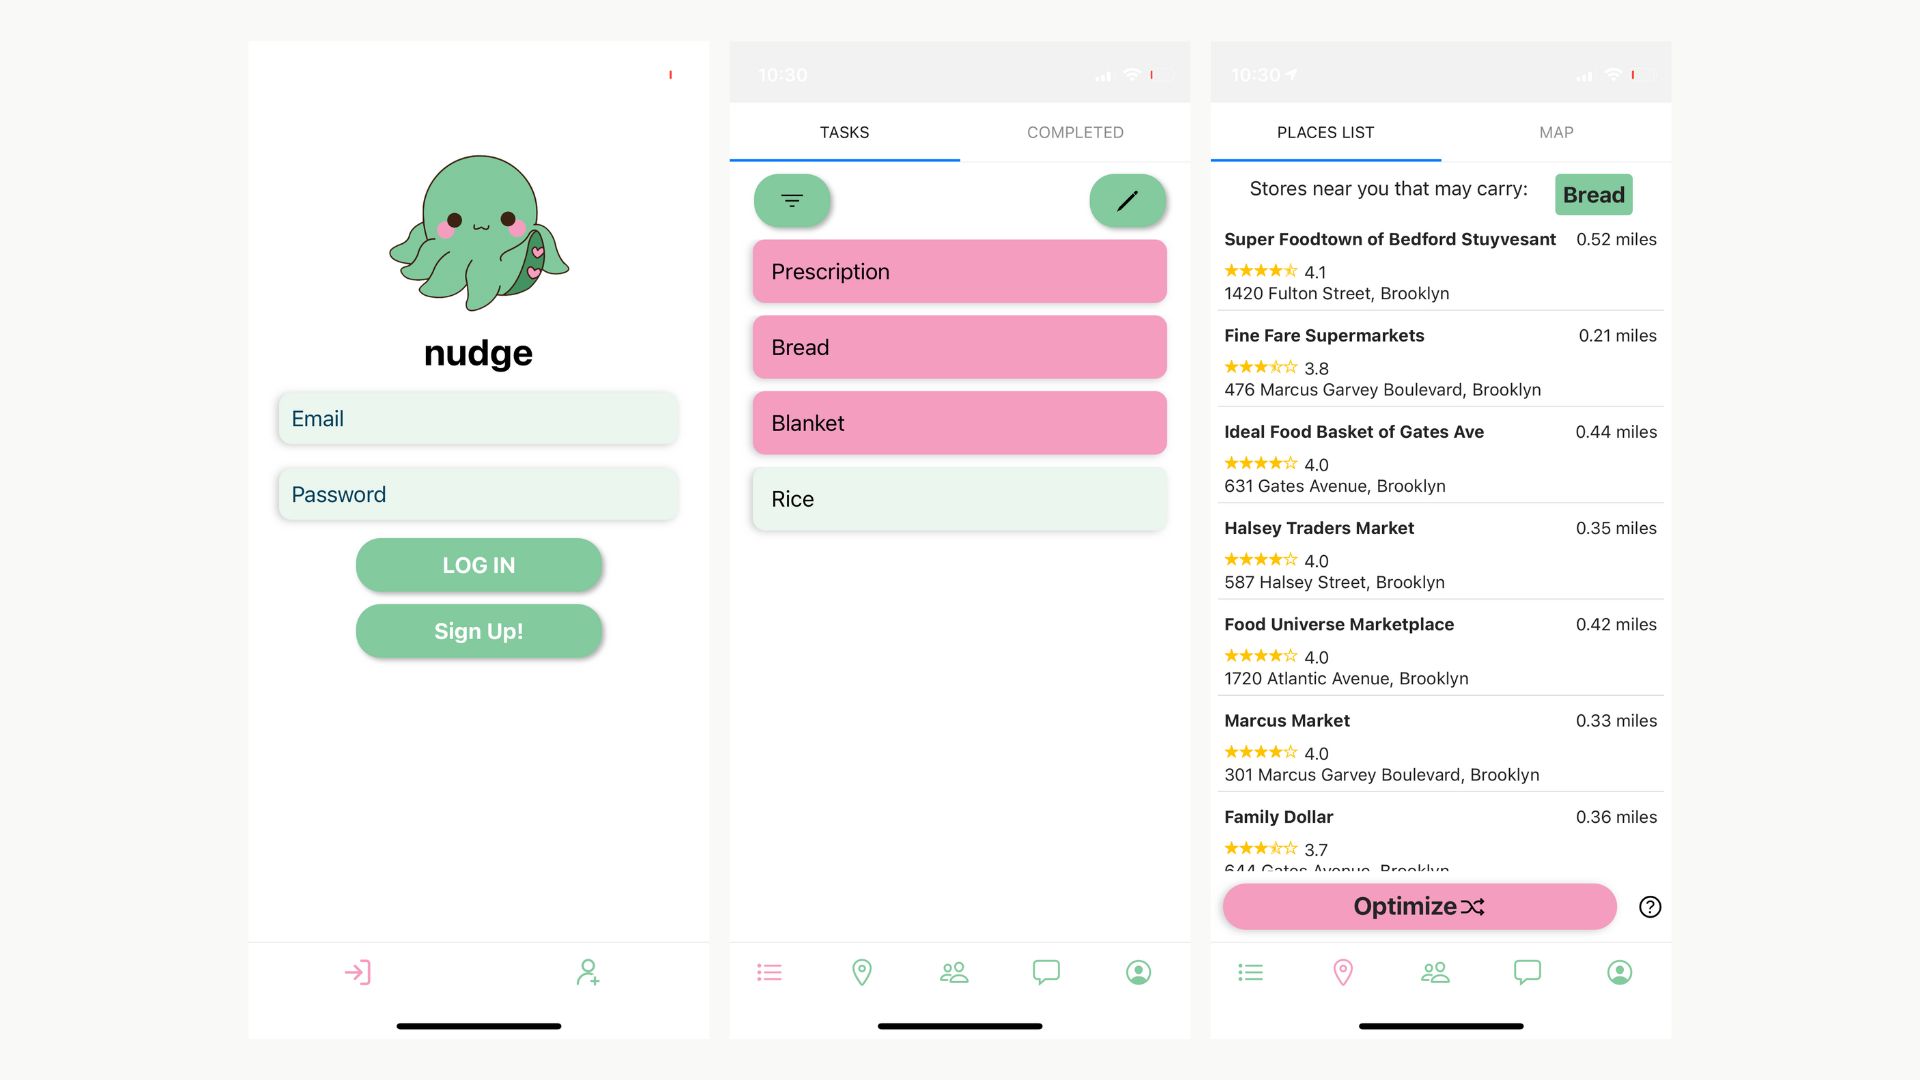 nudge
Email
Password
LOG IN
Sign Up!
10:30
TASKS COMPLETED
Prescription
Bread
Blanket
Rice
10:30
PLACES LIST MAP
Stores near you that may carry: Bread
Super Foodtown of Bedford Stuyvesant 0.52 miles
4.1
1420 Fulton Street, Brooklyn
Fine Fare Supermarkets 0.21 miles
3.8
476 Marcus Garvey Boulevard, Brooklyn
Ideal Food Basket of Gates Ave 0.44 miles
4.0
631 Gates Avenue, Brooklyn
Halsey Traders Market 0.35 miles
4.0
587 Halsey Street, Brooklyn
Food Universe Marketplace 0.42 miles
4.0
1720 Atlantic Avenue, Brooklyn
Marcus Market 0.33 miles
4.0
301 Marcus Garvey Boulevard, Brooklyn
Family Dollar 0.36 miles
3.7
644 Gates Avenue, Brooklyn
Optimize